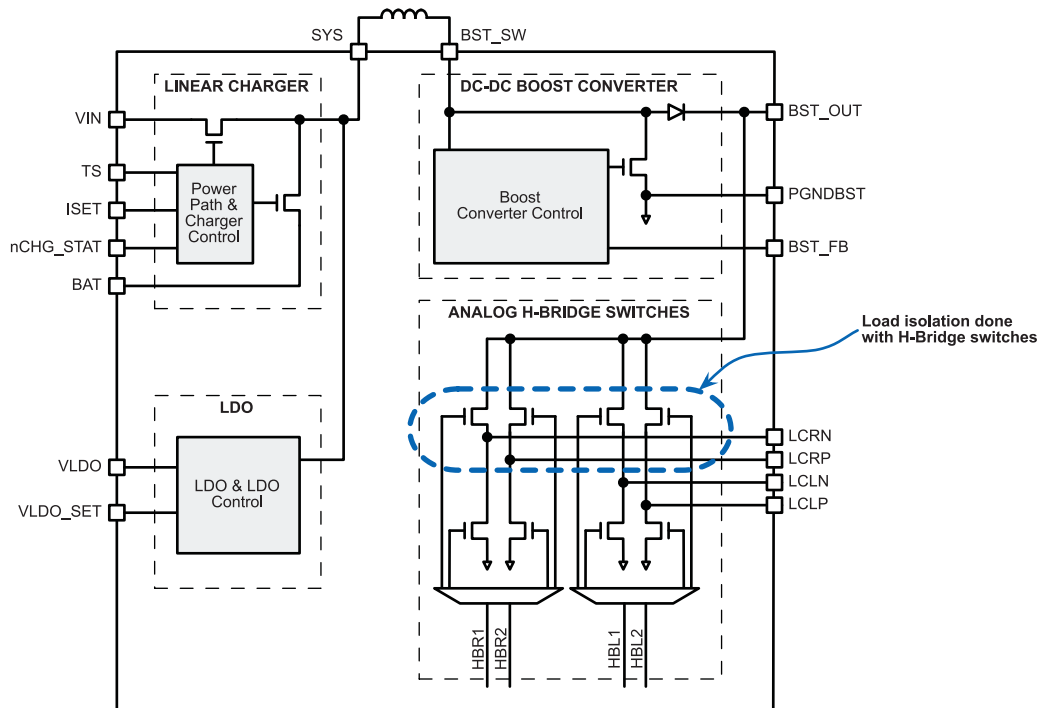 SYS
BST_SW
LINEAR CHARGER
DC-DC BOOST CONVERTER
VIN
BST_OUT
TS
Power
Path &
Charger
Control
ISET
nCHG_STAT
BAT
Boost
Converter Control
PGNDBST
BST_FB
ANALOG H-BRIDGE SWITCHES
Load isolation done
with H-Bridge switches
LDO
LDO & LDO
Control
VLDO
VLDO_SET
LCRN
LCRP
LCLN
LCLP
HBR1
HBR2
HBL1
HBL2